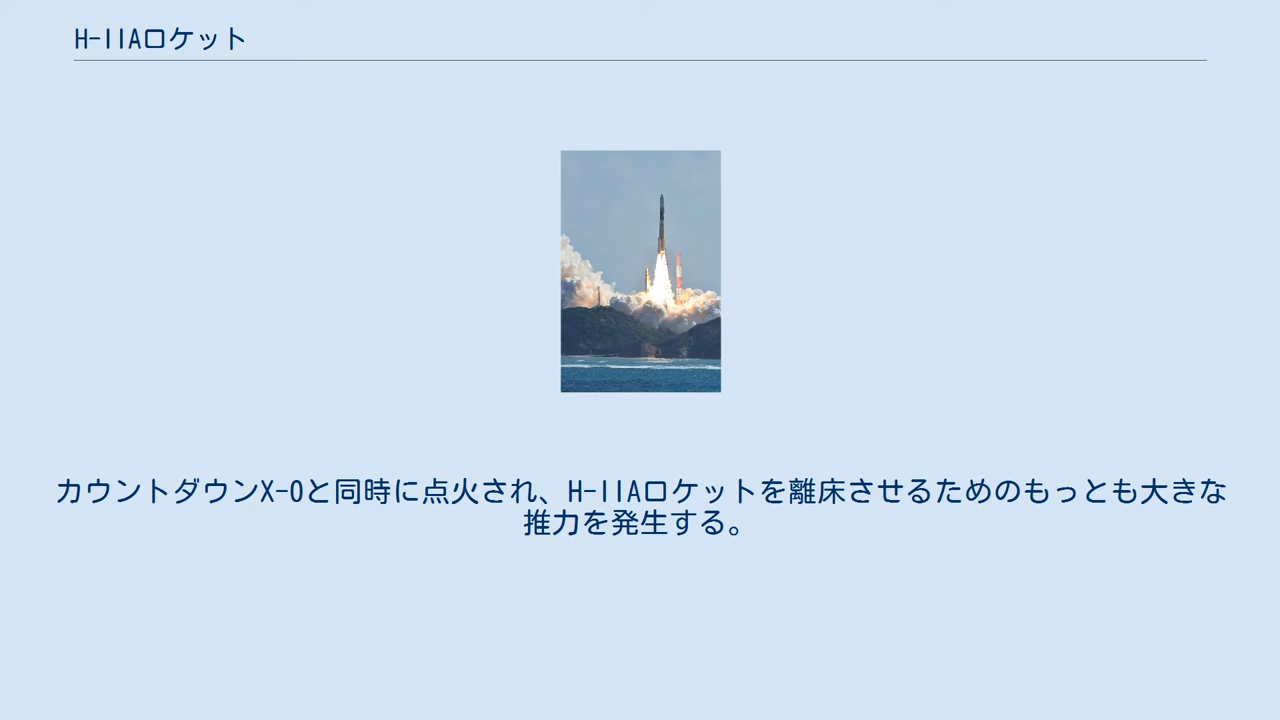 H-IIAロケット
カウントダウンX-0と同時に点火され、H-IIAロケットを離床させるためのもっとも大きな
推力を発生する。